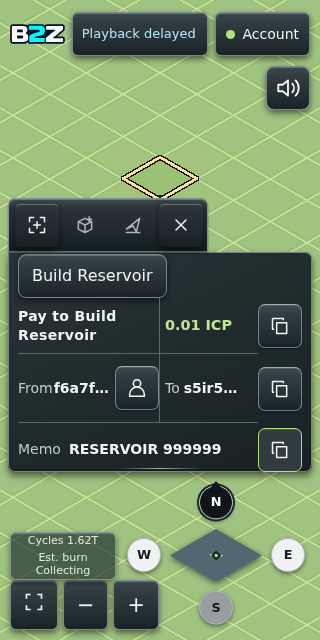 B2Z
Playback delayed
Account
Build Reservoir
Pay to Build
Reservoir
0.01 ICP
From f6a7f...
To s5ir5...
Memo RESERVOIR 999999
N
W
E
S
Cycles 1.62T
Est. burn
Collecting